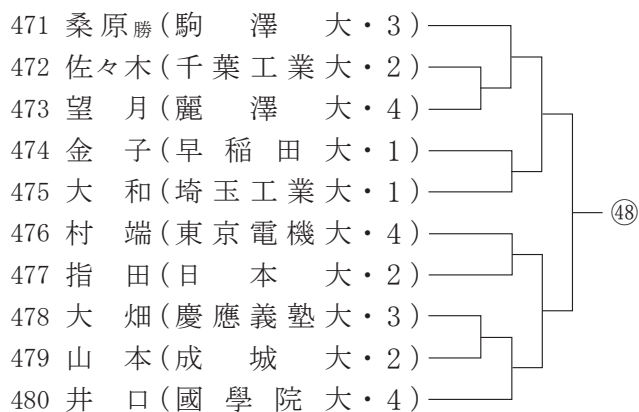 471 桑原勝(駒澤大・3)
472 佐々木(千葉工業大・2)
473 望月(麗澤大・4)
474 金子(早稲田大・1)
475 大和(埼玉工業大・1)
476 村端(東京電機大・4)
477 指田(日本大・2)
478 大畑(慶應義塾大・3)
479 山本(成城大・2)
480 井口(國學院大・4)
㊽